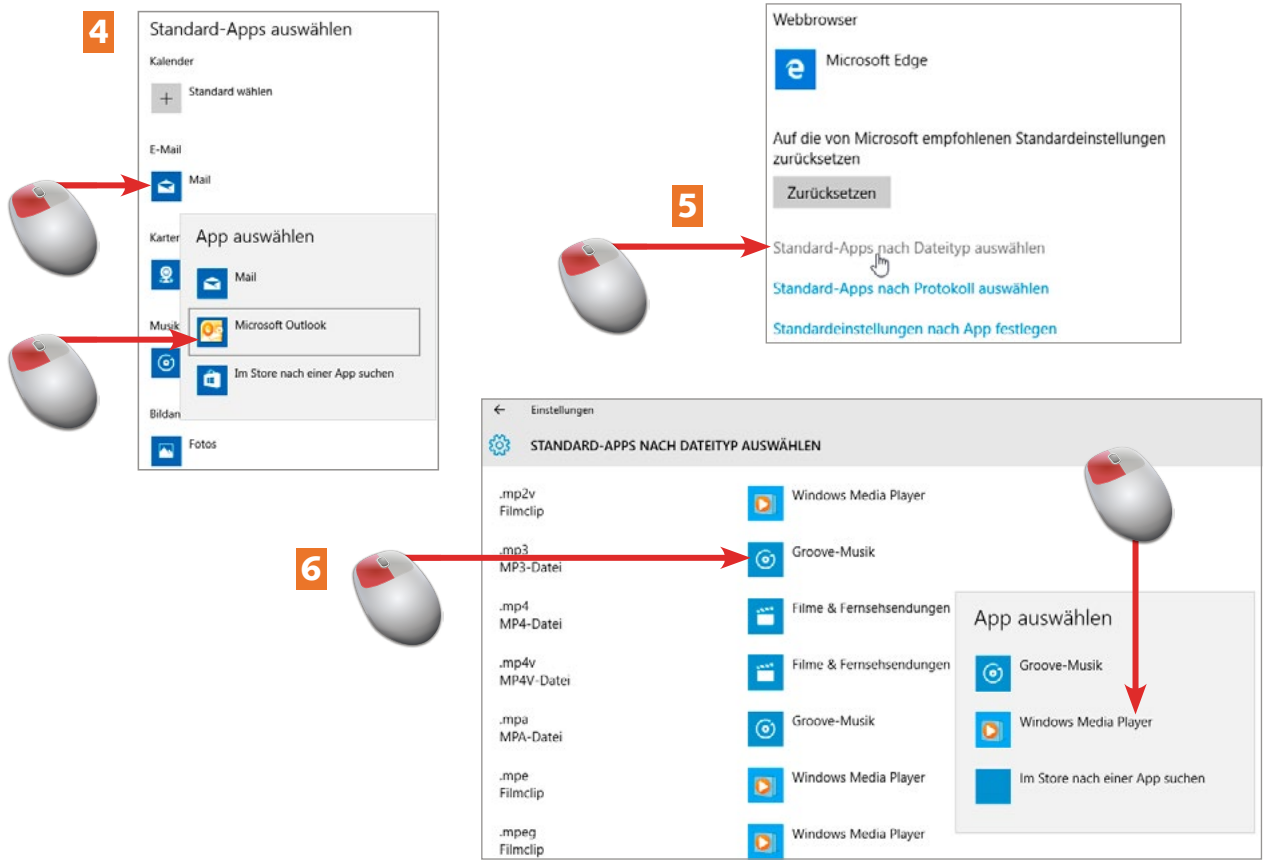 4
Standard-Apps auswählen
Kalender
Standard wählen
E-Mail
Mail
Karten
App auswählen
Mail
Musik
Microsoft Outlook
Im Store nach einer App suchen
Bildan
Fotos
5
Webbrowser
Microsoft Edge
Auf die von Microsoft empfohlenen Standardeinstellungen
zurücksetzen
Zurücksetzen
Standard-Apps nach Dateityp auswählen
Standard-Apps nach Protokoll auswählen
Standardeinstellungen nach App festlegen
6
Einstellungen
STANDARD-APPS NACH DATEITYP AUSWÄHLEN
.mp2v
Filmclip
Windows Media Player
.mp3
MP3-Datei
Groove-Musik
.mp4
MP4-Datei
Filme & Fernsehsendungen
.mp4v
MP4V-Datei
Filme & Fernsehsendungen
.mpa
MPA-Datei
Groove-Musik
.mpe
Filmclip
Windows Media Player
.mpeg
Filmclip
Windows Media Player
App auswählen
Groove-Musik
Windows Media Player
Im Store nach einer App suchen